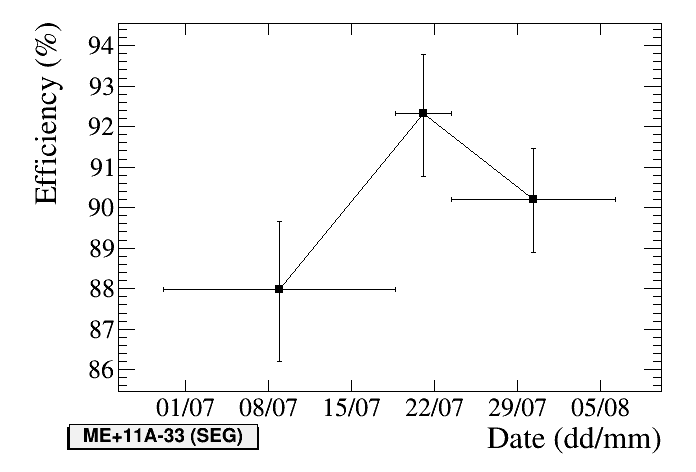 Efficiency (%)
94
93
92
91
90
89
88
87
86
01/07 08/07 15/07 22/07 29/07 05/08
ME+11A-33 (SEG)
Date (dd/mm)